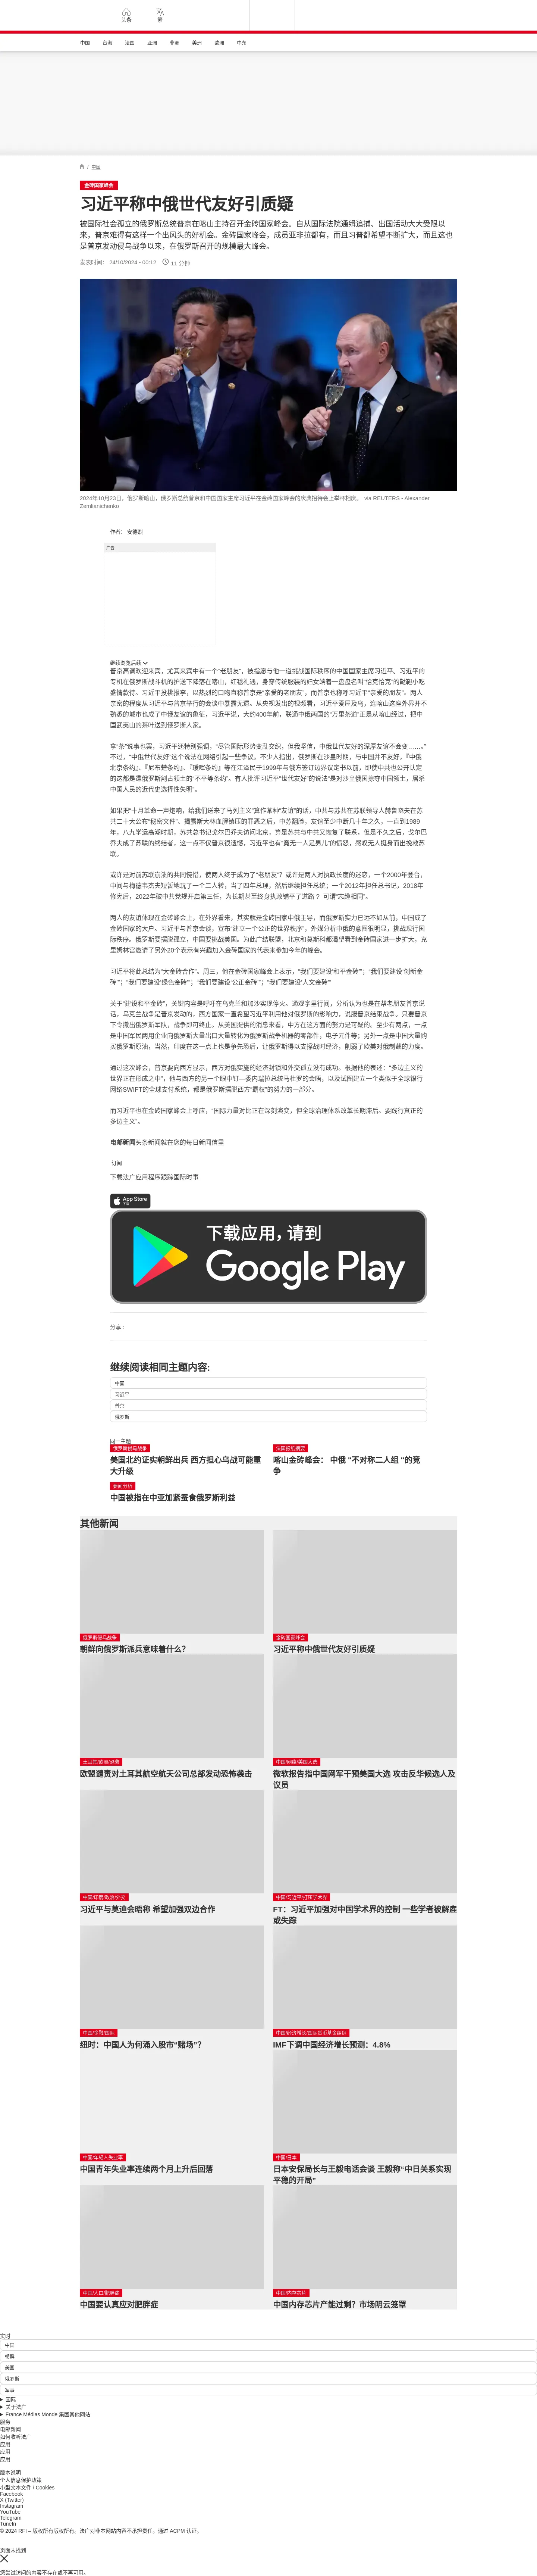 头条
繁
中国
台海
法国
亚洲
非洲
美洲
欧洲
中东
/ 中国
金砖国家峰会
习近平称中俄世代友好引质疑
被国际社会孤立的俄罗斯总统普京在喀山主持召开金砖国家峰会。自从国际法院通缉追捕、出国活动大大受限以来，普京难得有这样一个出风头的好机会。金砖国家峰会，成员亚非拉都有，而且习普都希望不断扩大，而且这也是普京发动侵乌战争以来，在俄罗斯召开的规模最大峰会。
发表时间： 24/10/2024 - 00:12
11 分钟
2024年10月23日，俄罗斯喀山，俄罗斯总统普京和中国国家主席习近平在金砖国家峰会的庆典招待会上举杯相庆。 via REUTERS - Alexander Zemlianichenko
作者： 安德烈
广告
继续浏览后续
普京高调欢迎来宾，尤其来宾中有一个“老朋友”，被指愿与他一道挑战国际秩序的中国国家主席习近平。习近平的专机在俄罗斯战斗机的护送下降落在喀山，红毯礼遇，身穿传统服装的妇女端着一盘盘名叫“恰克恰克”的鞑靼小吃盛情款待。习近平投桃报李，以热烈的口吻直称普京是“亲爱的老朋友”，而普京也称呼习近平“亲爱的朋友”。两人亲密的程度从习近平与普京举行的会谈中暴露无遗。从央视发出的视频看，习近平爰屋及乌，连喀山这座外界并不熟悉的城市也成了中俄友谊的象征，习近平说，大约400年前，联通中俄两国的“万里茶道”正是从喀山经过，把中国武夷山的茶叶送到俄罗斯人家。
拿“茶”说事也罢，习近平还特别强调，“尽管国际形势变乱交织，但我坚信，中俄世代友好的深厚友谊不会变……。”不过，“中俄世代友好”这个说法在网络引起一些争议，不少人指出，俄罗斯在沙皇时期，与中国并不友好。『中俄北京条约』、『尼布楚条约』、『瑷珲条约』等在江泽民于1999年与俄方签订边界议定书以前，即使中共也公开认定的这都是遭俄罗斯割占领土的“不平等条约”。有人批评习近平“世代友好”的说法“是对沙皇俄国掠夺中国领土，屠杀中国人民的近代史选择性失明”。
如果把“十月革命一声炮响，给我们送来了马列主义”算作某种“友谊”的话，中共与苏共在苏联领导人赫鲁晓夫在苏共二十大公布“秘密文件”，揭露斯大林血腥镇压的罪恶之后，中苏翻脸，友谊至少中断几十年之久，一直到1989年，八九学运高潮时期，苏共总书记戈尔巴乔夫访问北京，算是苏共与中共又恢复了联系，但是不久之后，戈尔巴乔夫成了苏联的终结者，这一点不仅普京很遗憾，习近平也有“竟无一人是男儿”的愤怒，感叹无人挺身而出挽救苏联。
或许是对前苏联崩溃的共同惋惜，使两人终于成为了“老朋友”？或许是两人对执政长度的迷恋，一个2000年登台，中间与梅德韦杰夫短暂地玩了一个二人转，当了四年总理，然后继续担任总统；一个2012年担任总书记，2018年修宪后，2022年破中共党规开启第三任，为长期甚至终身执政铺平了道路 ？ 可谓“志趣相同”。
两人的友谊体现在金砖峰会上，在外界看来，其实就是金砖国家中俄主导，而俄罗斯实力已远不如从前，中国成了金砖国家的大户。习近平与普京会谈，宣布“建立一个公正的世界秩序”，外媒分析中俄的意图很明显，挑战现行国际秩序。俄罗斯要摆脱孤立，中国要挑战美国。为此广结联盟，北京和莫斯科都渴望看到金砖国家进一步扩大，克里姆林宫邀请了另外20个表示有兴趣加入金砖国家的代表来参加今年的峰会。
习近平将此总结为“大金砖合作”。周三，他在金砖国家峰会上表示，“我们要建设‘和平金砖’”；“我们要建设‘创新金砖’”；“我们要建设‘绿色金砖’”；“我们要建设‘公正金砖’”；“我们要建设‘人文金砖’”
关于“建设和平金砖”，关键内容是呼吁在乌克兰和加沙实现停火。通观字里行间，分析认为也是在帮老朋友普京说话，乌克兰战争是普京发动的，西方国家一直希望习近平利用他对俄罗斯的影响力，说服普京结束战争。只要普京下令撤出俄罗斯军队，战争即可终止。从美国提供的消息来看，中方在这方面的努力是可疑的。至少有两点，一点是中国军民两用企业向俄罗斯大量出口大量转化为俄罗斯战争机器的零部件，电子元件等；另外一点是中国大量购买俄罗斯原油，当然，印度在这一点上也是争先恐后，让俄罗斯得以支撑战时经济，削弱了欧美对俄制裁的力度。
通过这次峰会，普京要向西方显示，西方对俄实施的经济封锁和外交孤立没有成功。根据他的表述：“多边主义的世界正在形成之中”，他与西方的另一个眼中钉—委内瑞拉总统马杜罗的会晤，以及试图建立一个类似于全球银行网络SWIFT的全球支付系统，都是俄罗斯摆脱西方“霸权”的努力的一部分。
而习近平也在金砖国家峰会上呼应，“国际力量对比正在深刻演变，但全球治理体系改革长期滞后。要践行真正的多边主义”。
电邮新闻头条新闻就在您的每日新闻信里
订阅
下载法广应用程序跟踪国际时事
App Store
下载应用，请到
Google Play
分享 :
继续阅读相同主题内容:
中国
习近平
普京
俄罗斯
同一主题
俄罗斯侵乌战争
美国北约证实朝鲜出兵 西方担心乌战可能重大升级
法国报纸摘要
喀山金砖峰会： 中俄 "不对称二人组 "的竞争
要闻分析
中国被指在中亚加紧蚕食俄罗斯利益
其他新闻
俄罗斯侵乌战争
朝鲜向俄罗斯派兵意味着什么？
金砖国家峰会
习近平称中俄世代友好引质疑
土耳其/欧洲/恐袭
欧盟谴责对土耳其航空航天公司总部发动恐怖袭击
中国/网络/美国大选
微软报告指中国网军干预美国大选 攻击反华候选人及议员
中国/印度/政治/外交
习近平与莫迪会晤称 希望加强双边合作
中国/习近平/打压学术界
FT：习近平加强对中国学术界的控制 一些学者被解雇或失踪
中国/金融/国际
纽时：中国人为何涌入股市“赌场”？
中国/经济增长/国际货币基金组织
IMF下调中国经济增长预测：4.8%
中国/年轻人失业率
中国青年失业率连续两个月上升后回落
中国/日本
日本安保局长与王毅电话会谈 王毅称“中日关系实现平稳的开局”
中国/人口/肥胖症
中国要认真应对肥胖症
中国/内存芯片
中国内存芯片产能过剩？市场阴云笼罩
实时
中国
朝鲜
美国
俄罗斯
军事
国际
关于法广
France Médias Monde 集团其他网站
服务
电邮新闻
如何收听法广
应用
应用
应用
版本说明
个人信息保护政策
小型文本文件 / Cookies
Facebook
X (Twitter)
Instagram
YouTube
Telegram
TuneIn
© 2024 RFI – 版权所有版权所有。法广对非本网站内容不承担责任。通过 ACPM 认证。
页面未找到
您尝试访问的内容不存在或不再可用。